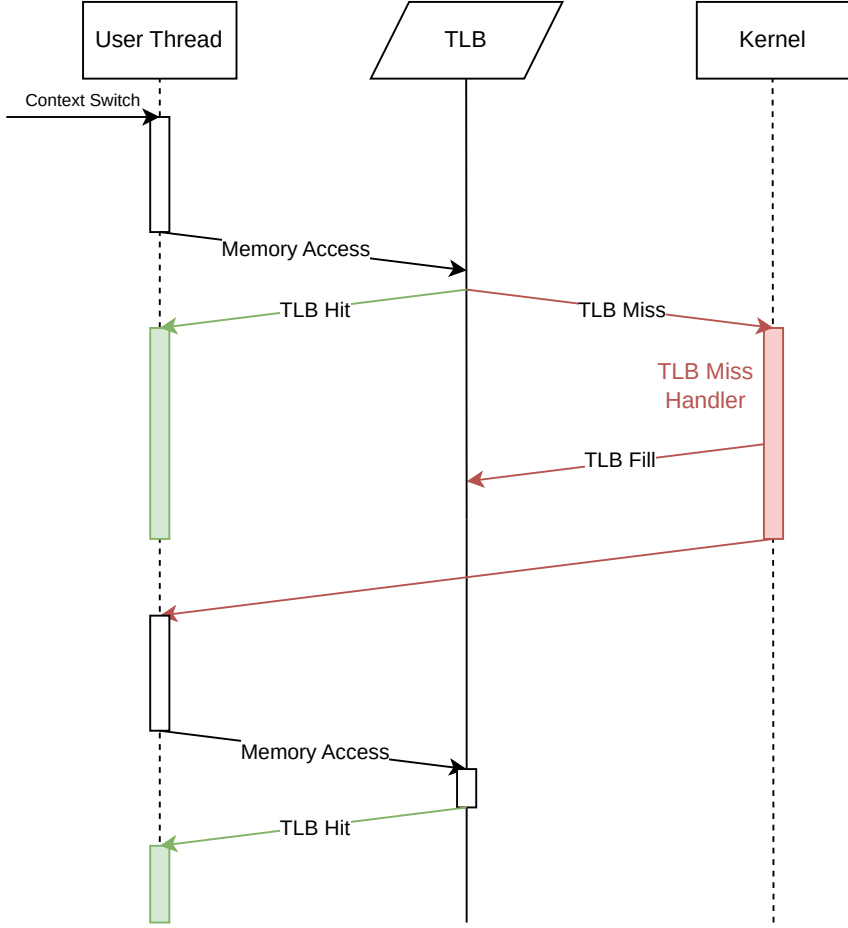 User Thread
TLB
Kernel
Context Switch
Memory Access
TLB Hit
TLB Miss
TLB Miss
Handler
TLB Fill
Memory Access
TLB Hit